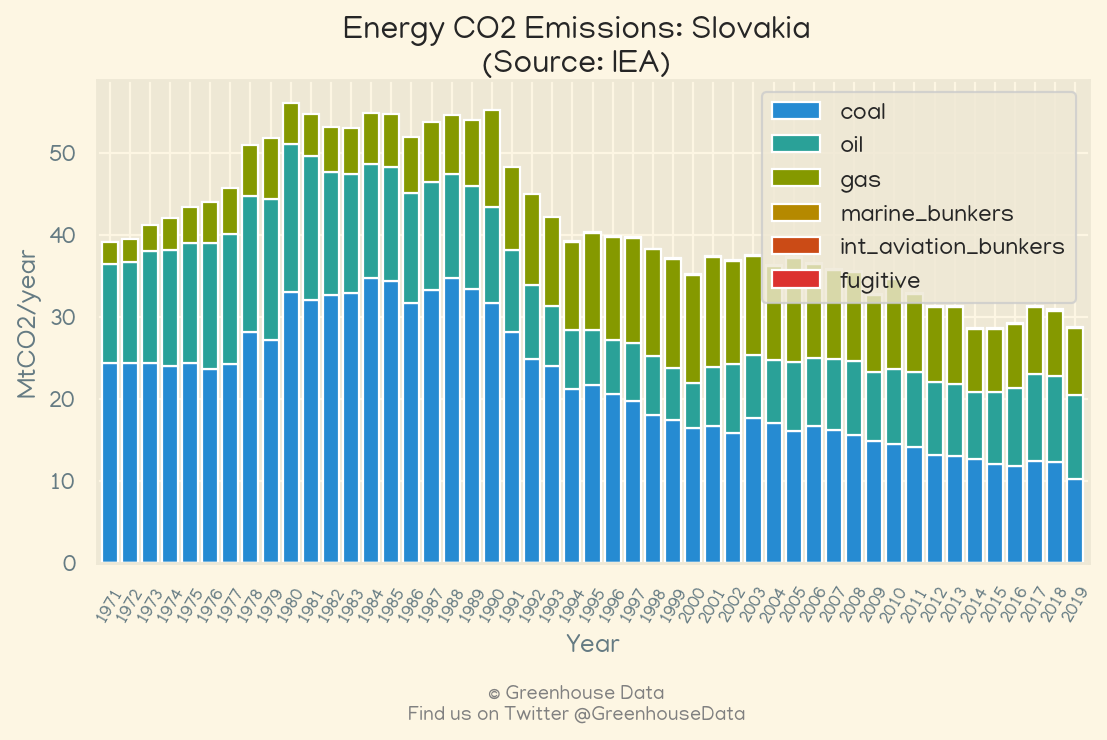 Energy CO2 Emissions: Slovakia
(Source: IEA)
coal
oil
gas
marine_bunkers
int_aviation_bunkers
fugitive
MtCO2/year
50
40
30
20
10
0
1971 1972 1973 1974 1975 1976 1977 1978 1979 1980 1981 1982 1983 1984 1985 1986 1987 1988 1989 1990 1991 1992 1993 1994 1995 1996 1997 1998 1999 2000 2001 2002 2003 2004 2005 2006 2007 2008 2009 2010 2011 2012 2013 2014 2015 2016 2017 2018 2019
Year
© Greenhouse Data
Find us on Twitter @GreenhouseData